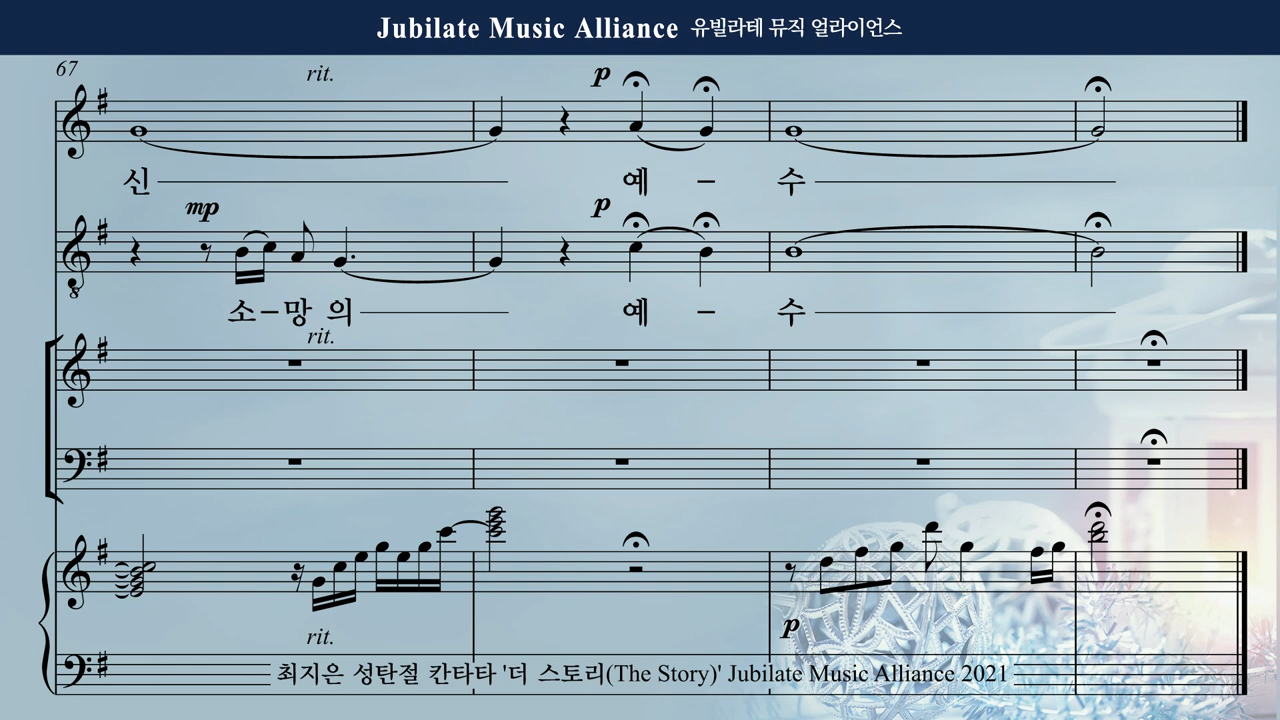 Jubilate Music Alliance 유빌라테 뮤직 얼라이언스
67
rit.
p
신 예 – 수
mp
p
소–망 의 예 – 수
rit.
rit.
p
최지은 성탄절 칸타타 '더 스토리(The Story)' Jubilate Music Alliance 2021